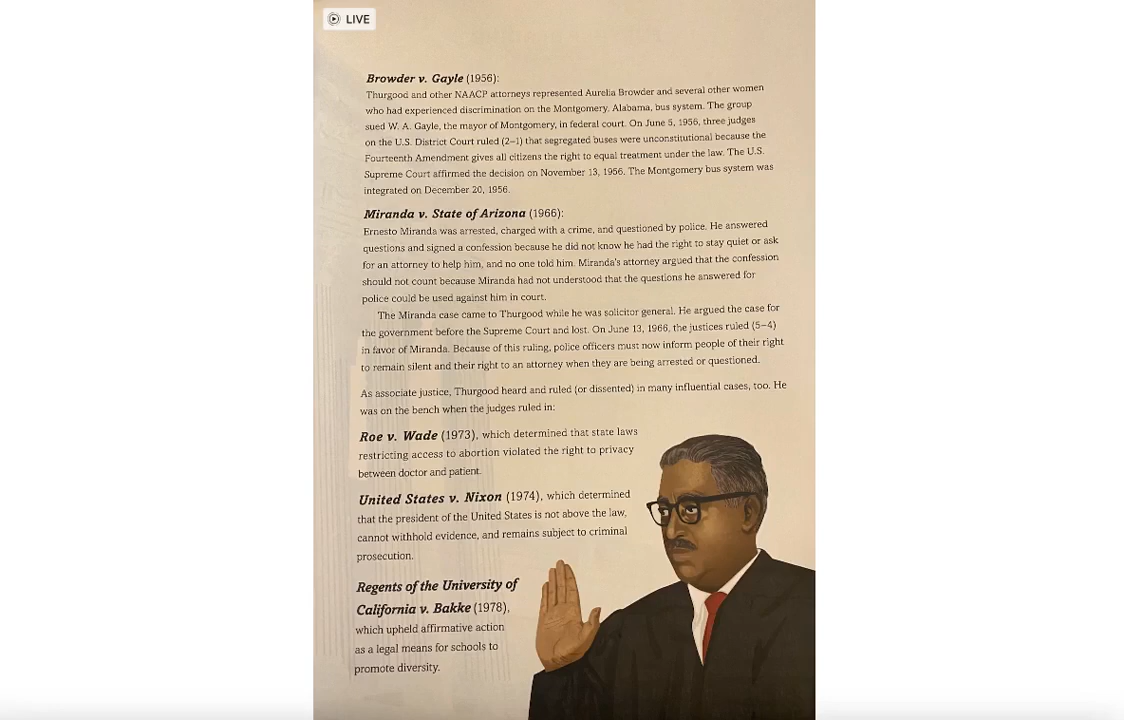 LIVE
Browder v. Gayle (1956):
Thurgood and other NAACP attorneys represented Aurelia Browder and several other women
who had experienced discrimination on the Montgomery, Alabama, bus system. The group
sued W. A. Gayle, the mayor of Montgomery, in federal court. On June 5, 1956, three judges
on the U.S. District Court ruled (2–1) that segregated buses were unconstitutional because the
Fourteenth Amendment gives all citizens the right to equal treatment under the law. The U.S.
Supreme Court affirmed the decision on November 13, 1956. The Montgomery bus system was
integrated on December 20, 1956.
Miranda v. State of Arizona (1966):
Ernesto Miranda was arrested, charged with a crime, and questioned by police. He answered
questions and signed a confession because he did not know he had the right to stay quiet or ask
for an attorney to help him, and no one told him. Miranda's attorney argued that the confession
should not count because Miranda had not understood that the questions he answered for
police could be used against him in court.
The Miranda case came to Thurgood while he was solicitor general. He argued the case for
the government before the Supreme Court and lost. On June 13, 1966, the justices ruled (5–4)
in favor of Miranda. Because of this ruling, police officers must now inform people of their right
to remain silent and their right to an attorney when they are being arrested or questioned.
As associate justice, Thurgood heard and ruled (or dissented) in many influential cases, too. He
was on the bench when the judges ruled in:
Roe v. Wade (1973), which determined that state laws
restricting access to abortion violated the right to privacy
between doctor and patient.
United States v. Nixon (1974), which determined
that the president of the United States is not above the law,
cannot withhold evidence, and remains subject to criminal
prosecution.
Regents of the University of
California v. Bakke (1978),
which upheld affirmative action
as a legal means for schools to
promote diversity.